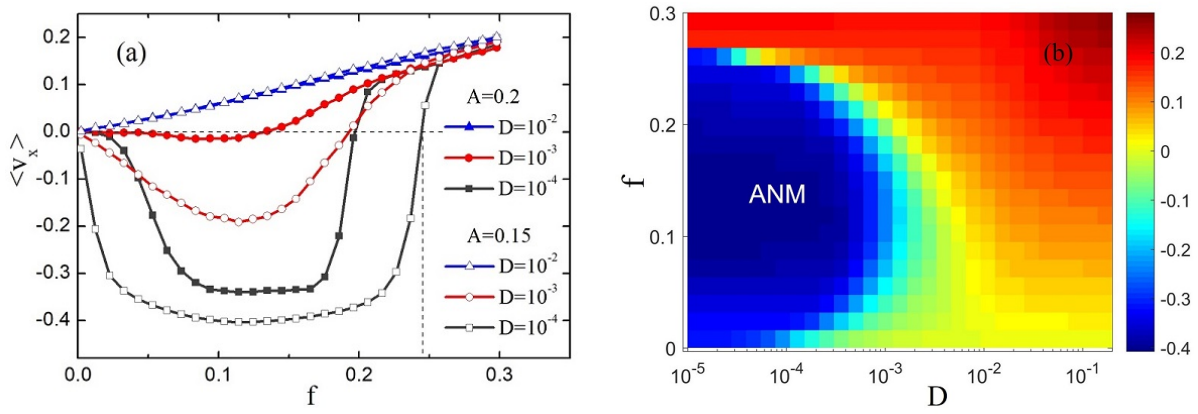 (a)
0.2
0.1
0.0
-0.1
-0.2
-0.3
-0.4
<v_x>
0.0
0.1
0.2
0.3
f
A=0.2
D=10^-2
D=10^-3
D=10^-4
A=0.15
D=10^-2
D=10^-3
D=10^-4
(b)
0.3
0.2
0.1
0
f
ANM
10^-5
10^-4
10^-3
10^-2
10^-1
D
0.2
0.1
0
-0.1
-0.2
-0.3
-0.4